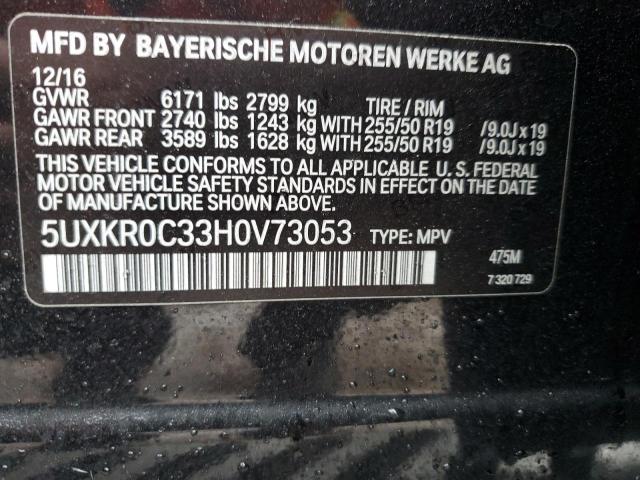 MFD BY BAYERISCHE MOTOREN WERKE AG
12/16
GVWR 6171 lbs 2799 kg TIRE / RIM
GAWR FRONT 2740 lbs 1243 kg WITH 255/50 R19 /9.0J x 19
GAWR REAR 3589 lbs 1628 kg WITH 255/50 R19 /9.0J x 19
THIS VEHICLE CONFORMS TO ALL APPLICABLE U. S. FEDERAL
MOTOR VEHICLE SAFETY STANDARDS IN EFFECT ON THE DATE
OF MANUFACTURE SHOWN ABOVE.
5UXKR0C33H0V73053 TYPE: MPV
475M
7 320 729